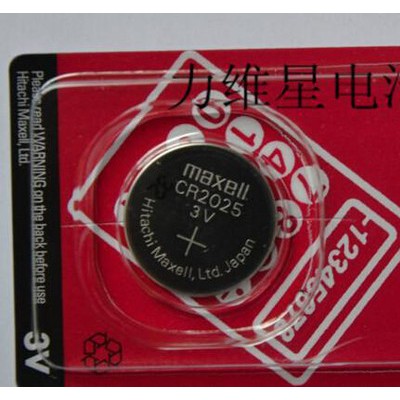 力维星电池
Please read WARNING on
the back before use
Hitachi Maxell, Ltd.
3V
maxell
CR2025
3V
+
Hitachi Maxell, Ltd. Japan
12345678